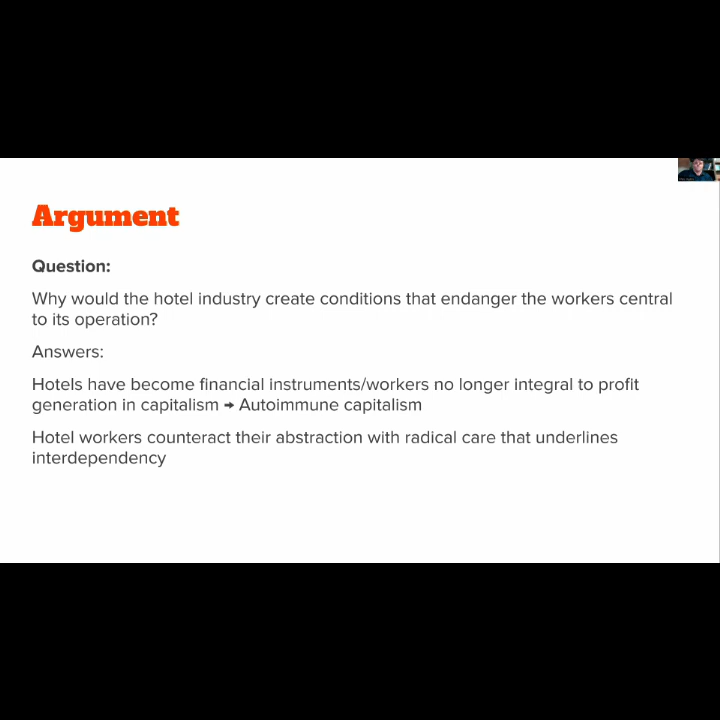 Argument
Question:
Why would the hotel industry create conditions that endanger the workers central
to its operation?
Answers:
Hotels have become financial instruments/workers no longer integral to profit
generation in capitalism → Autoimmune capitalism
Hotel workers counteract their abstraction with radical care that underlines
interdependency